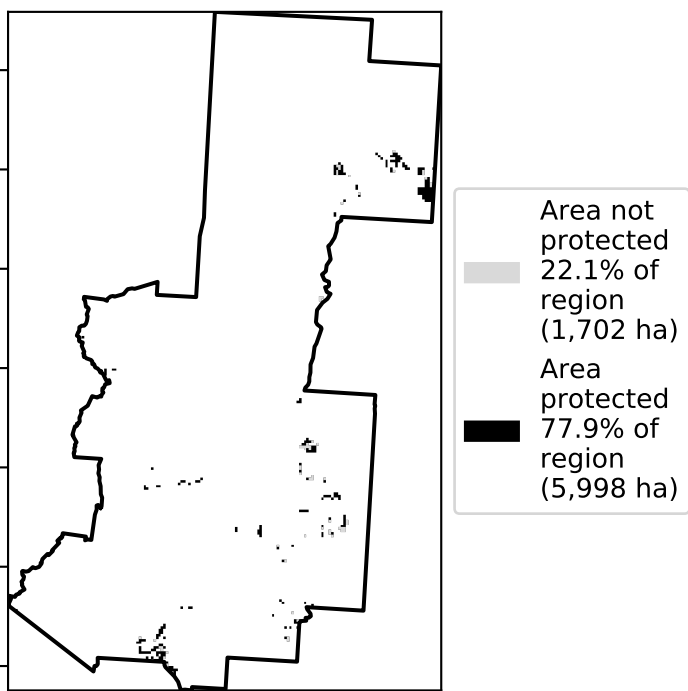 Area not
protected
22.1% of
region
(1,702 ha)
Area
protected
77.9% of
region
(5,998 ha)